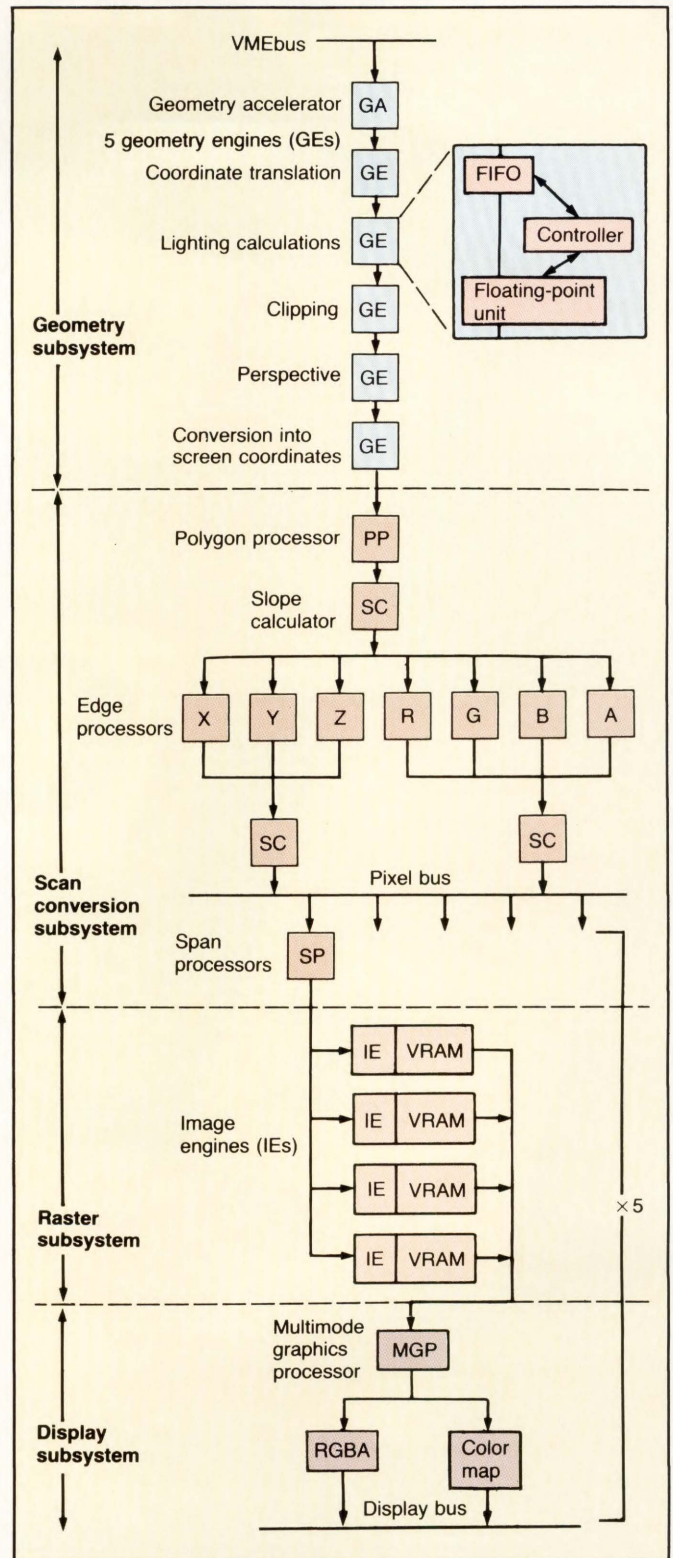 VMEbus
Geometry accelerator
GA
5 geometry engines (GEs)
Coordinate translation
GE
Lighting calculations
GE
FIFO
Controller
Floating-point
unit
Clipping
GE
Geometry
subsystem
Perspective
GE
Conversion into
screen coordinates
GE
Polygon processor
PP
Slope
calculator
SC
Edge
processors
X
Y
Z
R
G
B
A
SC
SC
Pixel bus
Scan
conversion
subsystem
Span
processors
SP
IE
VRAM
Image
engines (IEs)
IE
VRAM
IE
VRAM
IE
VRAM
Raster
subsystem
×5
Multimode
graphics
processor
MGP
Display
subsystem
RGBA
Color
map
Display bus